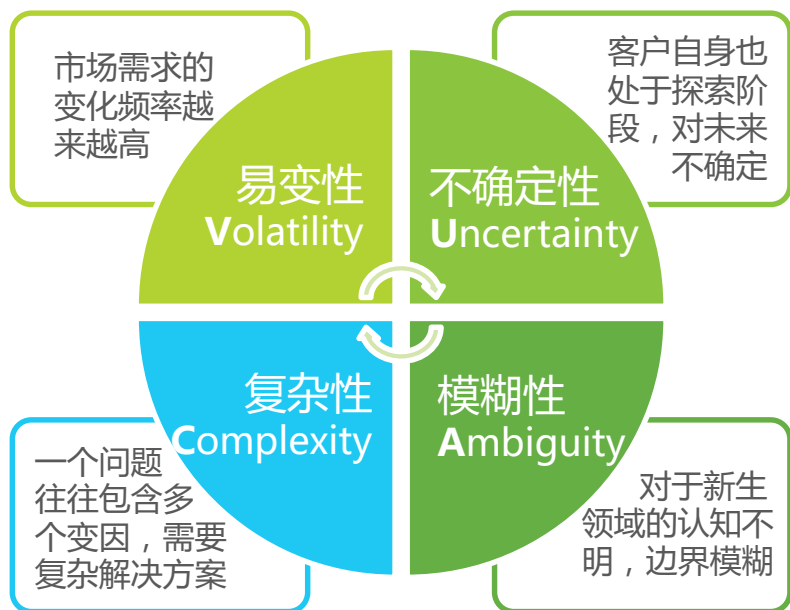 市场需求的
变化频率越
来越高
客户自身也
处于探索阶
段，对未来
不确定
易变性
Volatility
不确定性
Uncertainty
复杂性
Complexity
模糊性
Ambiguity
一个问题
往往包含多
个变因，需要
复杂解决方案
对于新生
领域的认知不
明，边界模糊